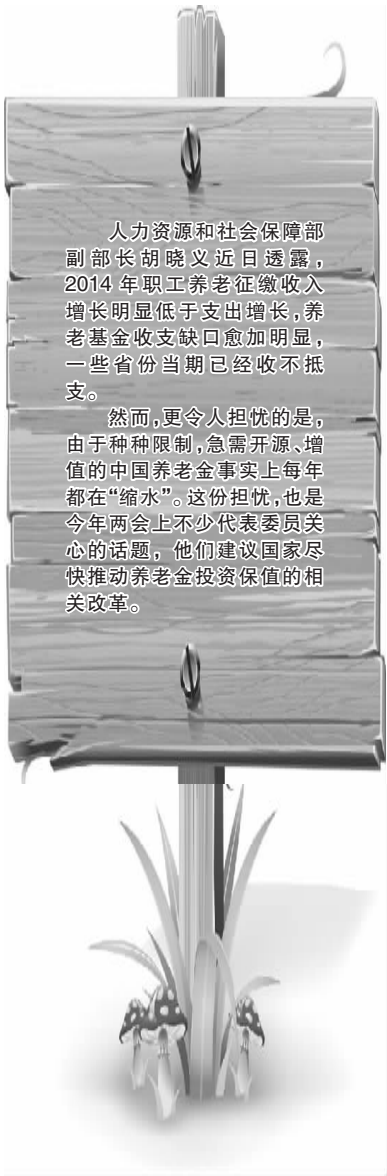 人力资源和社会保障部
副部长胡晓义近日透露，
2014年职工养老征缴收入
增长明显低于支出增长，养
老基金收支缺口愈加明显，
一些省份当期已经收不抵
支。
然而，更令人担忧的是，
由于种种限制，急需开源、增
值的中国养老金事实上每年
都在“缩水”。这份担忧，也是
今年两会上不少代表委员关
心的话题，他们建议国家尽
快推动养老金投资保值的相
关改革。